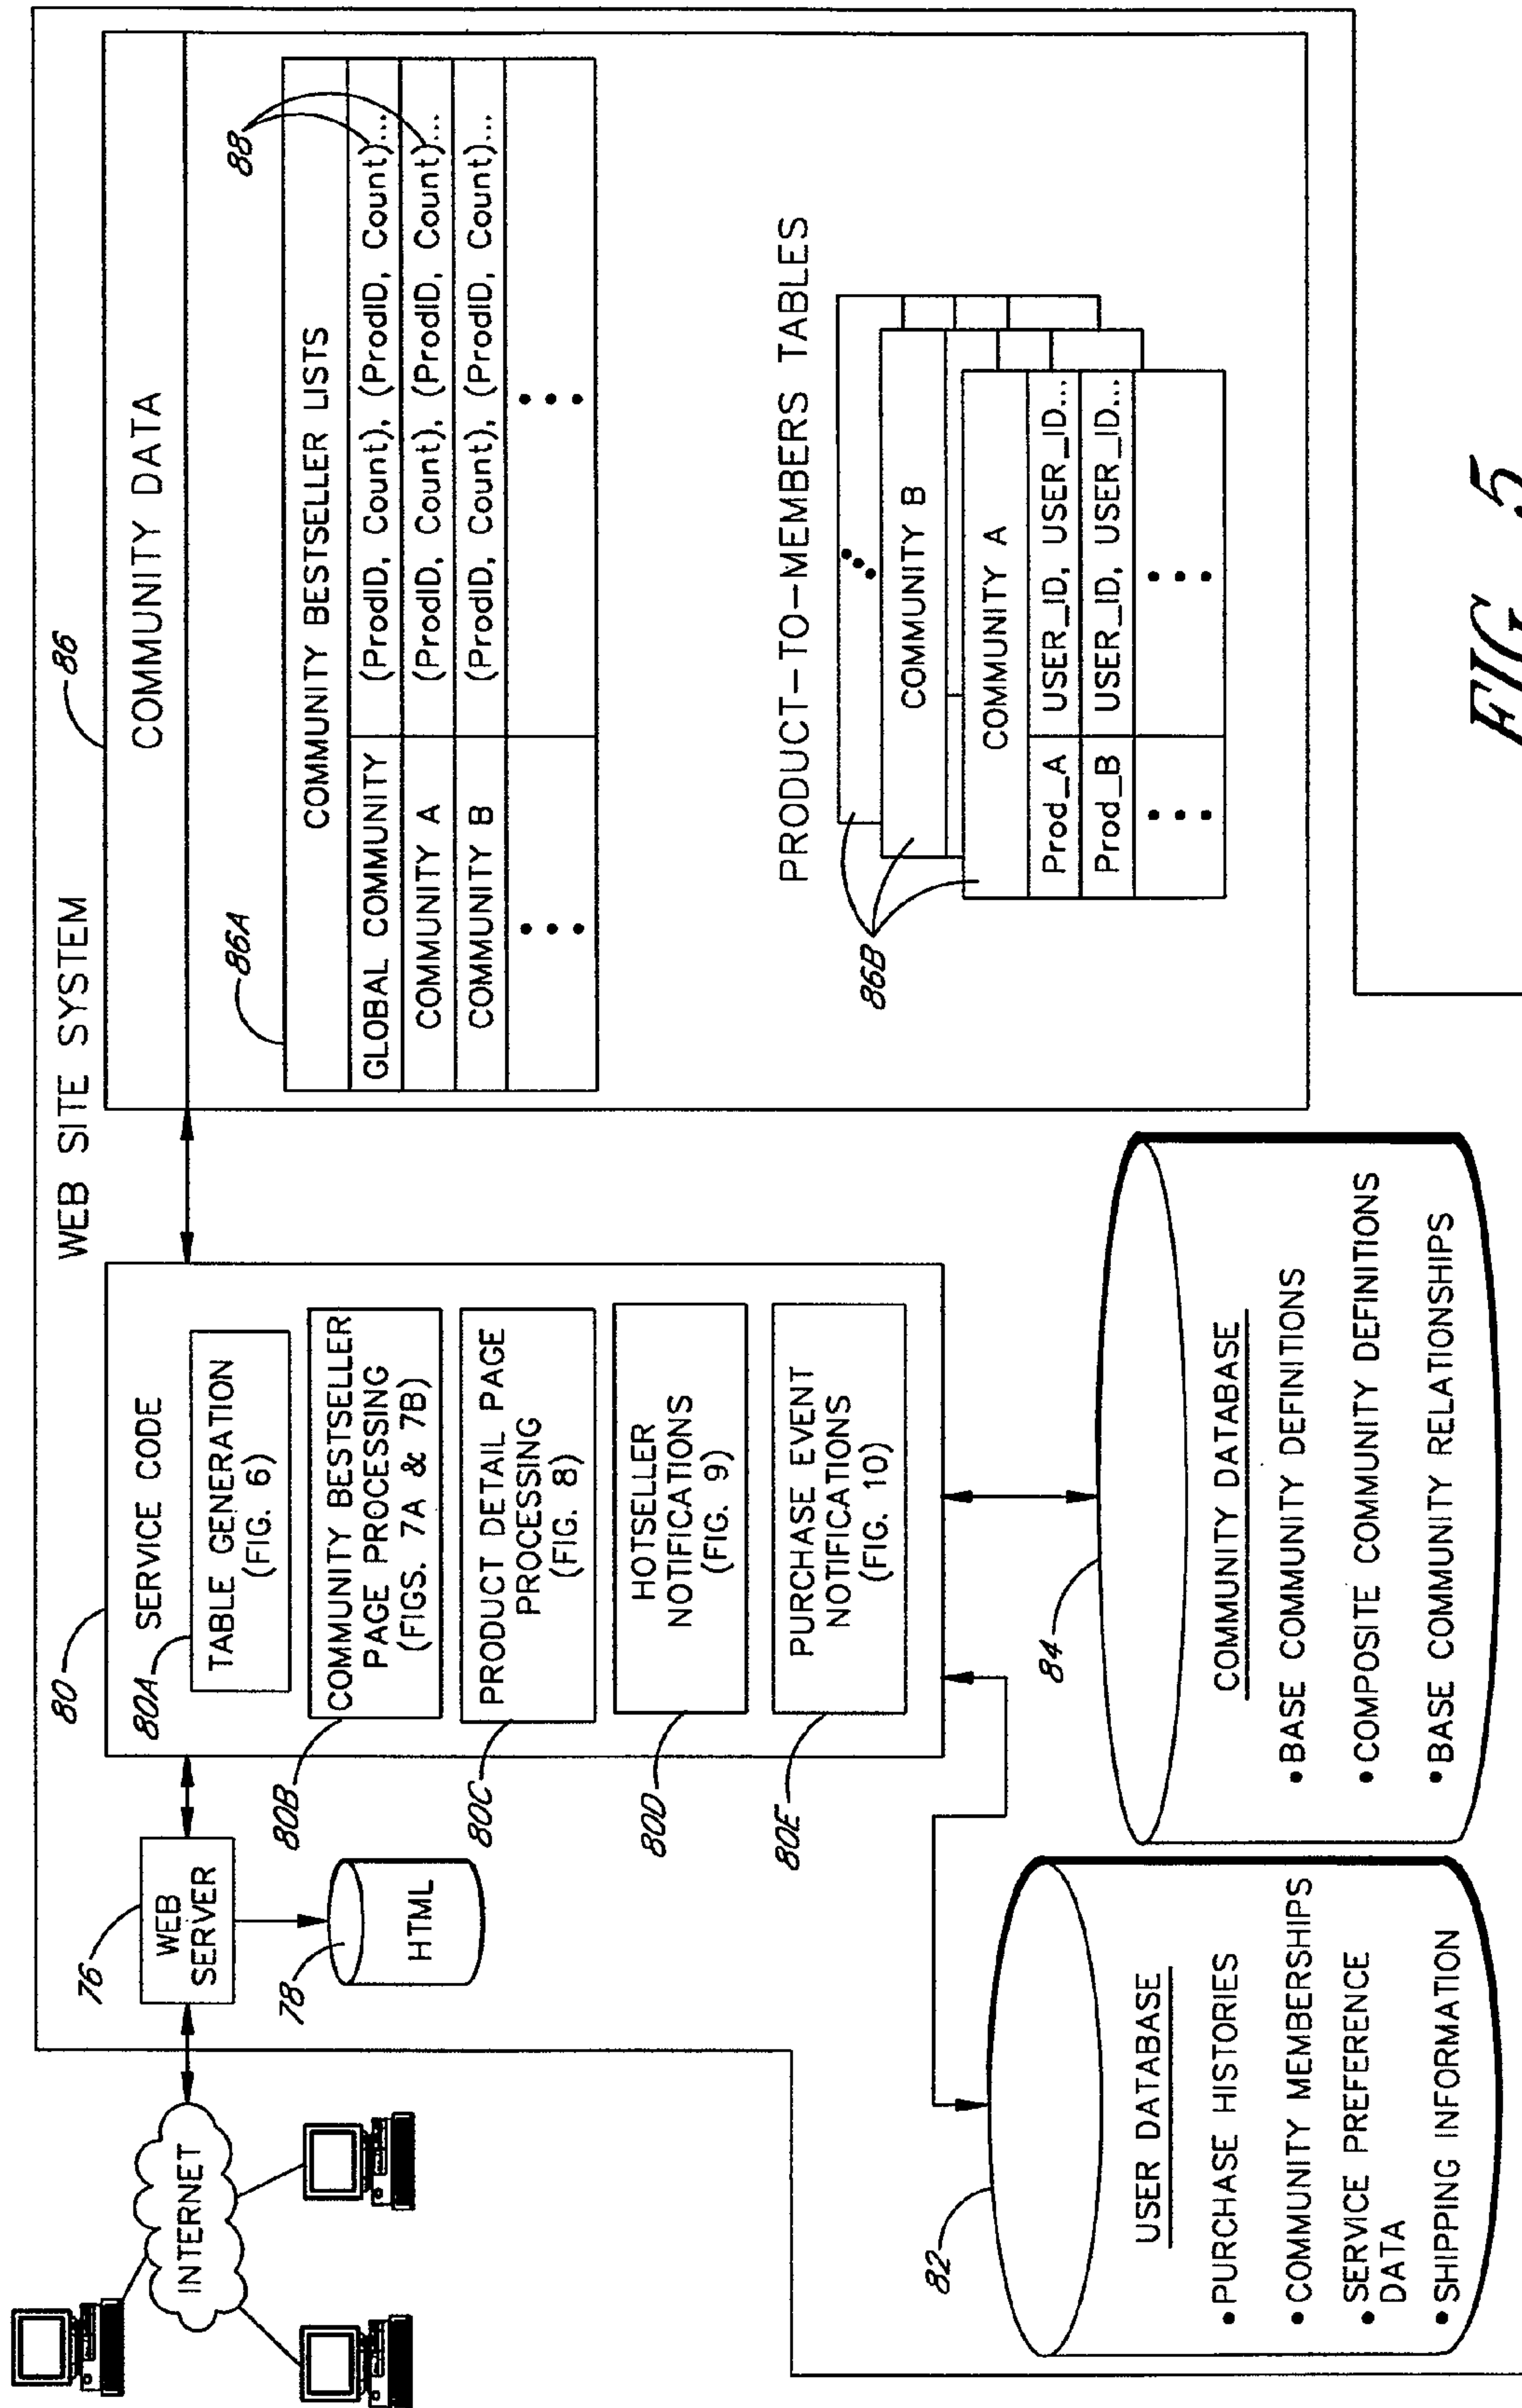 WEB SITE SYSTEM
INTERNET
76
WEB
SERVER
78
HTML
80
SERVICE CODE
80A
TABLE GENERATION
(FIG. 6)
80B
COMMUNITY BESTSELLER
PAGE PROCESSING
(FIGS. 7A & 7B)
80C
PRODUCT DETAIL PAGE
PROCESSING
(FIG. 8)
80D
HOTSELLER
NOTIFICATIONS
(FIG. 9)
80E
PURCHASE EVENT
NOTIFICATIONS
(FIG. 10)
86
COMMUNITY DATA
86A
COMMUNITY BESTSELLER LISTS
88
GLOBAL COMMUNITY (ProdID, Count), (ProdID, Count)...
COMMUNITY A (ProdID, Count), (ProdID, Count)...
COMMUNITY B (ProdID, Count), (ProdID, Count)...
PRODUCT-TO-MEMBERS TABLES
86B
COMMUNITY B
COMMUNITY A
Prod_A USER_ID, USER_ID...
Prod_B USER_ID, USER_ID...
82
USER DATABASE
• PURCHASE HISTORIES
• COMMUNITY MEMBERSHIPS
• SERVICE PREFERENCE
DATA
• SHIPPING INFORMATION
84
COMMUNITY DATABASE
• BASE COMMUNITY DEFINITIONS
• COMPOSITE COMMUNITY DEFINITIONS
• BASE COMMUNITY RELATIONSHIPS
FIG. 5